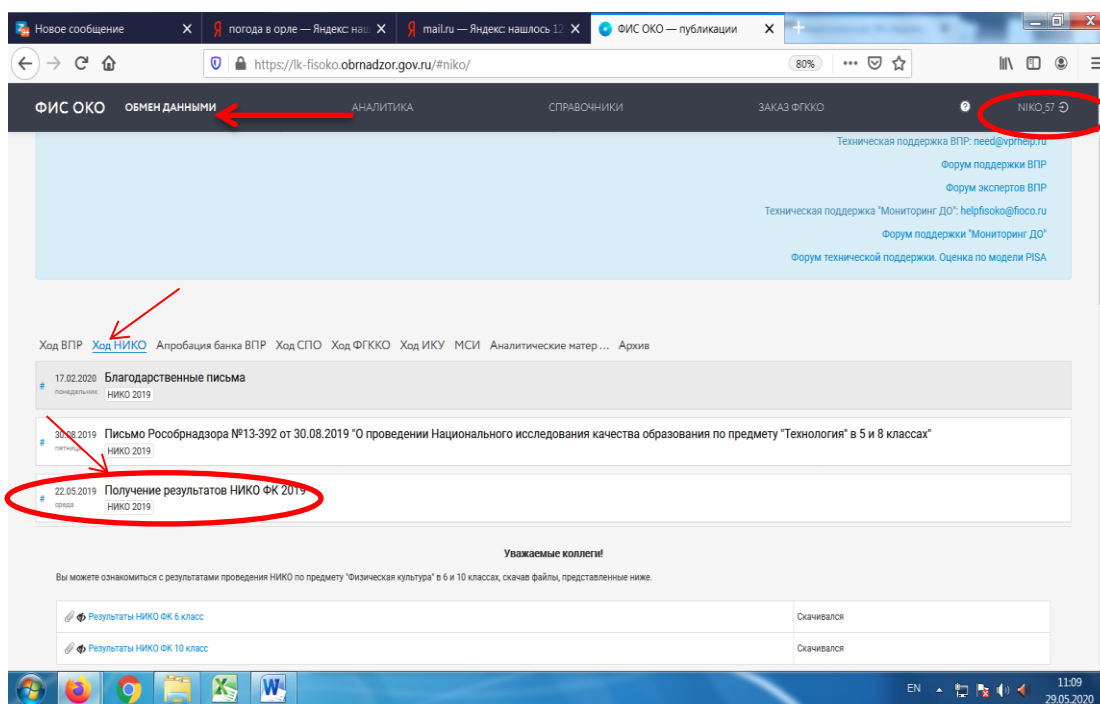 Новое сообщение
погода в орле — Яндекс: наш
mail.ru — Яндекс: нашлось 12
ФИС ОКО — публикации
https://lk-fisoko.obrnadzor.gov.ru/#niko/
80%
ФИС ОКО ОБМЕН ДАННЫМИ АНАЛИТИКА СПРАВОЧНИКИ ЗАКАЗ ФГККО NIKO_57
Техническая поддержка ВПР: need@vprhelp.ru
Форум поддержки ВПР
Форум экспертов ВПР
Техническая поддержка "Мониторинг ДО": helpfisoko@fioco.ru
Форум поддержки "Мониторинг ДО"
Форум технической поддержки. Оценка по модели PISA
Ход ВПР Ход НИКО Апробация банка ВПР Ход СПО Ход ФГККО Ход ИКУ МСИ Аналитические матер ... Архив
# 17.02.2020 Благодарственные письма
понедельник НИКО 2019
# 30.08.2019 Письмо Рособрнадзора №13-392 от 30.08.2019 "О проведении Национального исследования качества образования по предмету "Технология" в 5 и 8 классах"
пятница НИКО 2019
# 22.05.2019 Получение результатов НИКО ФК 2019
среда НИКО 2019
Уважаемые коллеги!
Вы можете ознакомиться с результатами проведения НИКО по предмету "Физическая культура" в 6 и 10 классах, скачав файлы, представленные ниже.
Результаты НИКО ФК 6 класс Скачивался
Результаты НИКО ФК 10 класс Скачивался
EN 11:09
29.05.2020